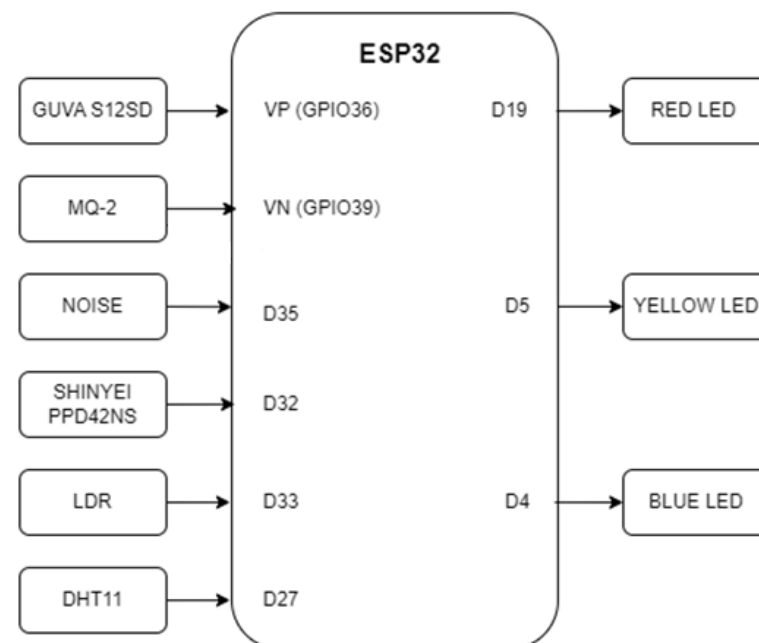 ESP32
GUVA S12SD
VP (GPIO36)
D19
RED LED
MQ-2
VN (GPIO39)
NOISE
D35
D5
YELLOW LED
SHINYEI
PPD42NS
D32
LDR
D33
D4
BLUE LED
DHT11
D27